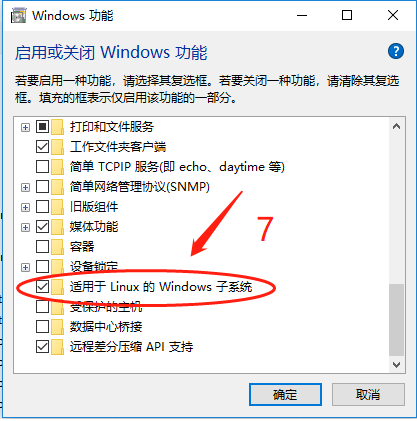 Windows 功能
启用或关闭 Windows 功能
若要启用一种功能，请选择其复选框。若要关闭一种功能，请清除其复选
框。填充的框表示仅启用该功能的一部分。
打印和文件服务
工作文件夹客户端
简单 TCPIP 服务(即 echo、daytime 等)
简单网络管理协议(SNMP)
旧版组件
媒体功能
7
容器
设备锁定
适用于 Linux 的 Windows 子系统
受保护的主机
数据中心桥接
远程差分压缩 API 支持
确定
取消